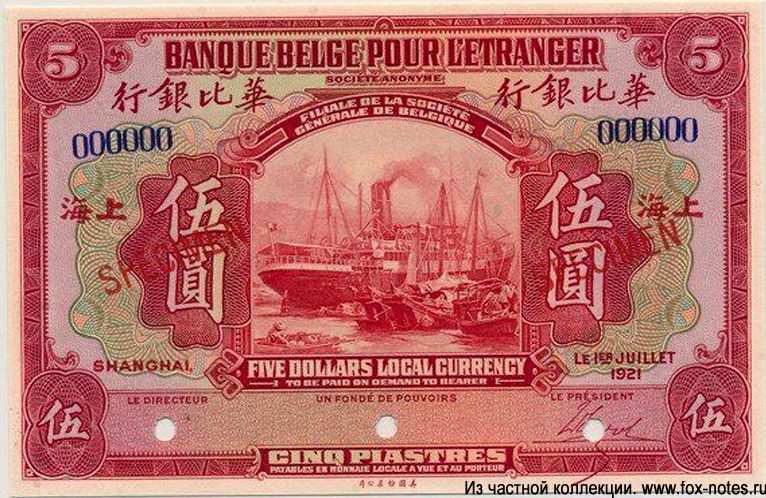 5 BANQUE BELGE POUR L'ETRANGER 5
SOCIÉTÉ ANONYME
行銀比華 行銀比華
FILIALE DE LA SOCIÉTÉ
GÉNÉRALE DE BELGIQUE
000000 000000
海上 海上
伍圓 伍圓
SPECIMEN SPECIMEN
SHANGHAI, LE 1ER JUILLET
1921
FIVE DOLLARS LOCAL CURRENCY
TO BE PAID ON DEMAND TO BEARER
LE DIRECTEUR UN FONDÉ DE POUVOIRS LE PRÉSIDENT
伍 伍
CINQ PIASTRES
PAYABLES EN MONNAIE LOCALE A VUE ET AU PORTEUR
Из частной коллекции. www.fox-notes.ru